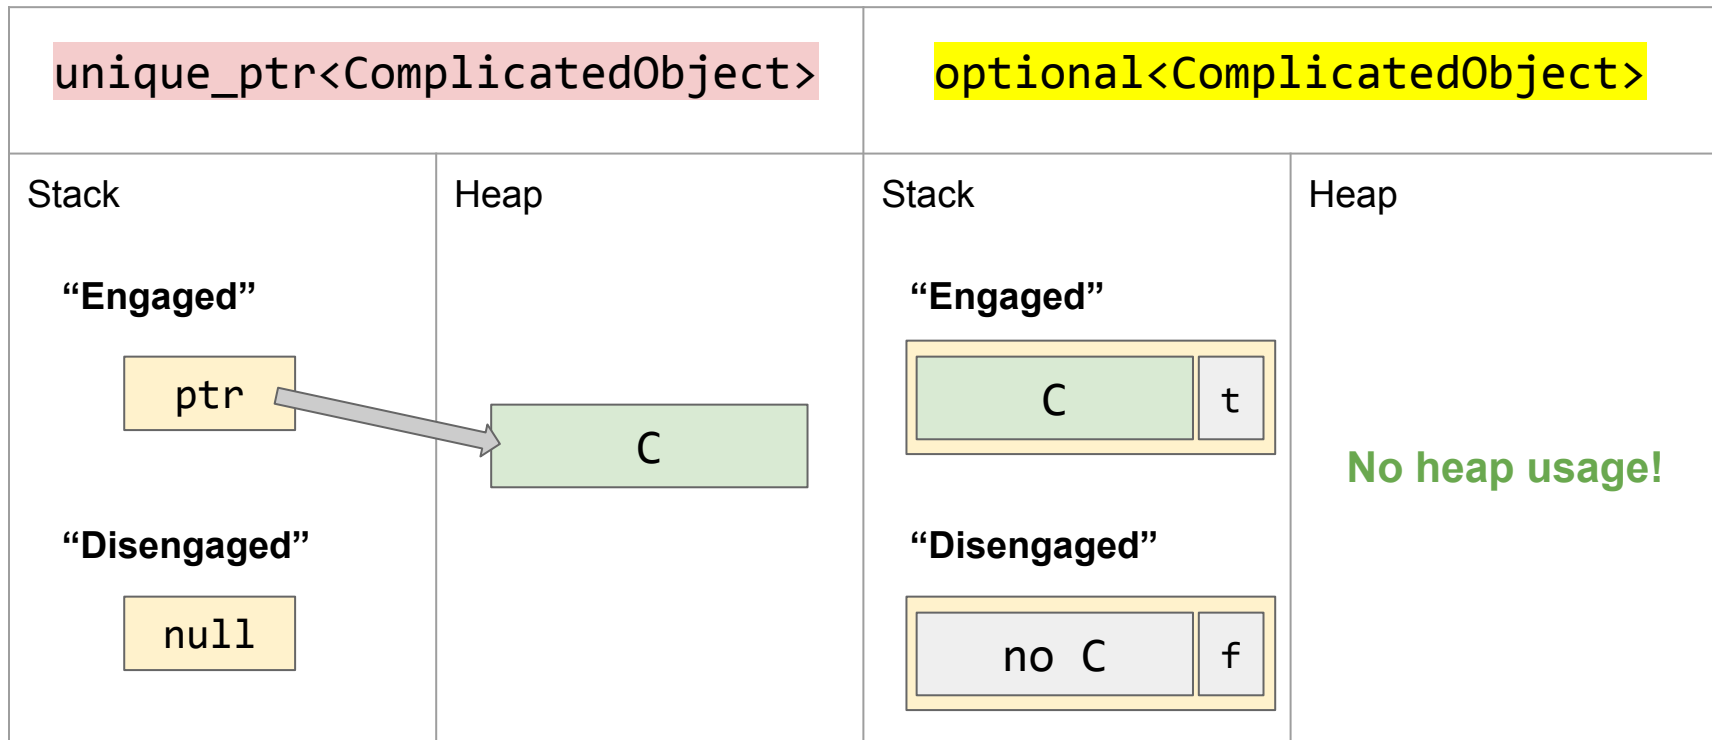 unique_ptr<ComplicatedObject>
optional<ComplicatedObject>
Stack
Heap
“Engaged”
ptr
C
“Disengaged”
null
Stack
Heap
“Engaged”
C
t
No heap usage!
“Disengaged”
no C
f